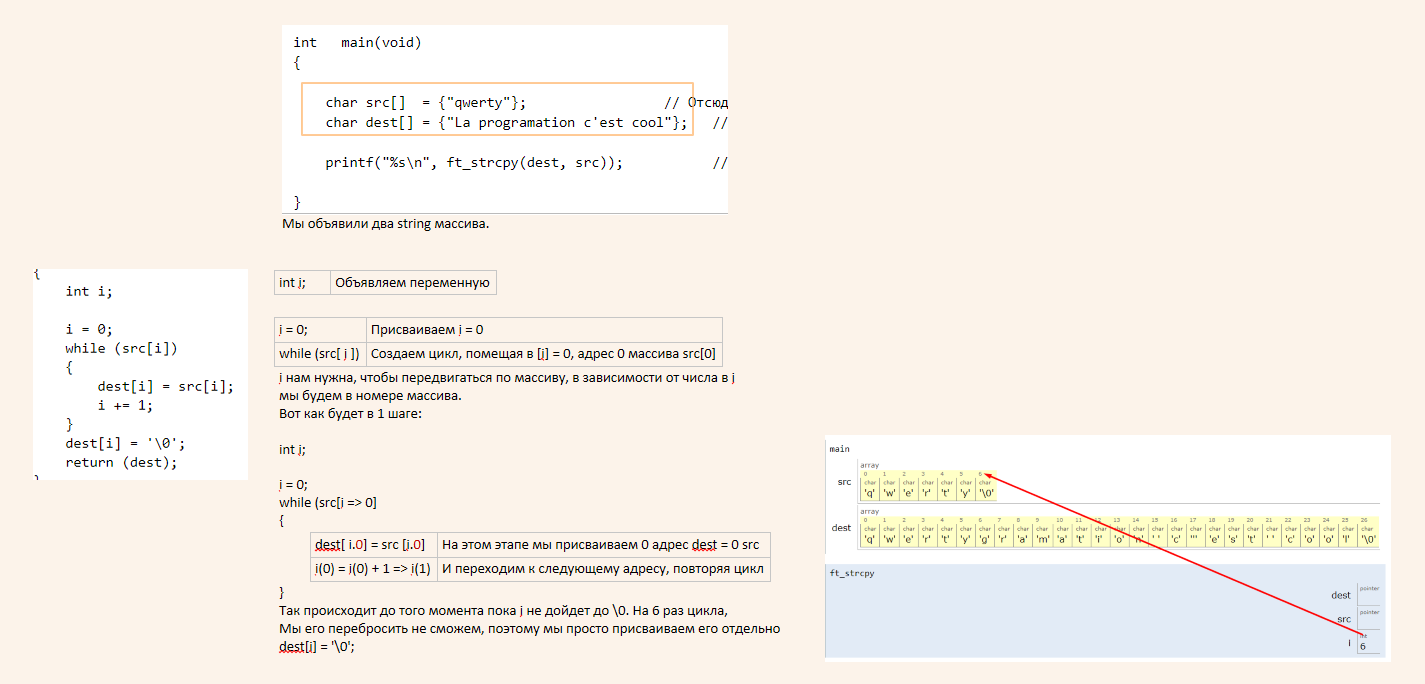 int   main(void)
{
char src[]  = {"qwerty"};                 // Отсюд
char dest[] = {"La programation c'est cool"};   //
printf("%s\n", ft_strcpy(dest, src));           //
}
Мы объявили два string массива.
{
int i;
i = 0;
while (src[i])
{
dest[i] = src[i];
i += 1;
}
dest[i] = '\0';
return (dest);
int i; Объявляем переменную
i = 0; Присваиваем i = 0
while (src[ i ]) Создаем цикл, помещая в [i] = 0, адрес 0 массива src[0]
i нам нужна, чтобы передвигаться по массиву, в зависимости от числа в i
мы будем в номере массива.
Вот как будет в 1 шаге:
int i;
i = 0;
while (src[i => 0]
{
dest[ i.0] = src [i.0] На этом этапе мы присваиваем 0 адрес dest = 0 src
i(0) = i(0) + 1 => i(1) И переходим к следующему адресу, повторяя цикл
}
Так происходит до того момента пока i не дойдет до \0. На 6 раз цикла,
Мы его перебросить не сможем, поэтому мы просто присваиваем его отдельно
dest[i] = '\0';
main
array
0 1 2 3 4 5 6
src char char char char char char char
'q' 'w' 'e' 'r' 't' 'y' '\0'
array
0 1 2 3 4 5 6 7 8 9 10 11 12 13 14 15 16 17 18 19 20 21 22 23 24 25 26
dest char char char char char char char char char char char char char char char char char char char char char char char char char char char
'q' 'w' 'e' 'r' 't' 'y' 'g' 'r' 'a' 'm' 'a' 't' 'i' 'o' 'n' ' ' 'c' ''' 'e' 's' 't' ' ' 'c' 'o' 'o' 'l' '\0'
ft_strcpy
dest pointer
src pointer
i int
6